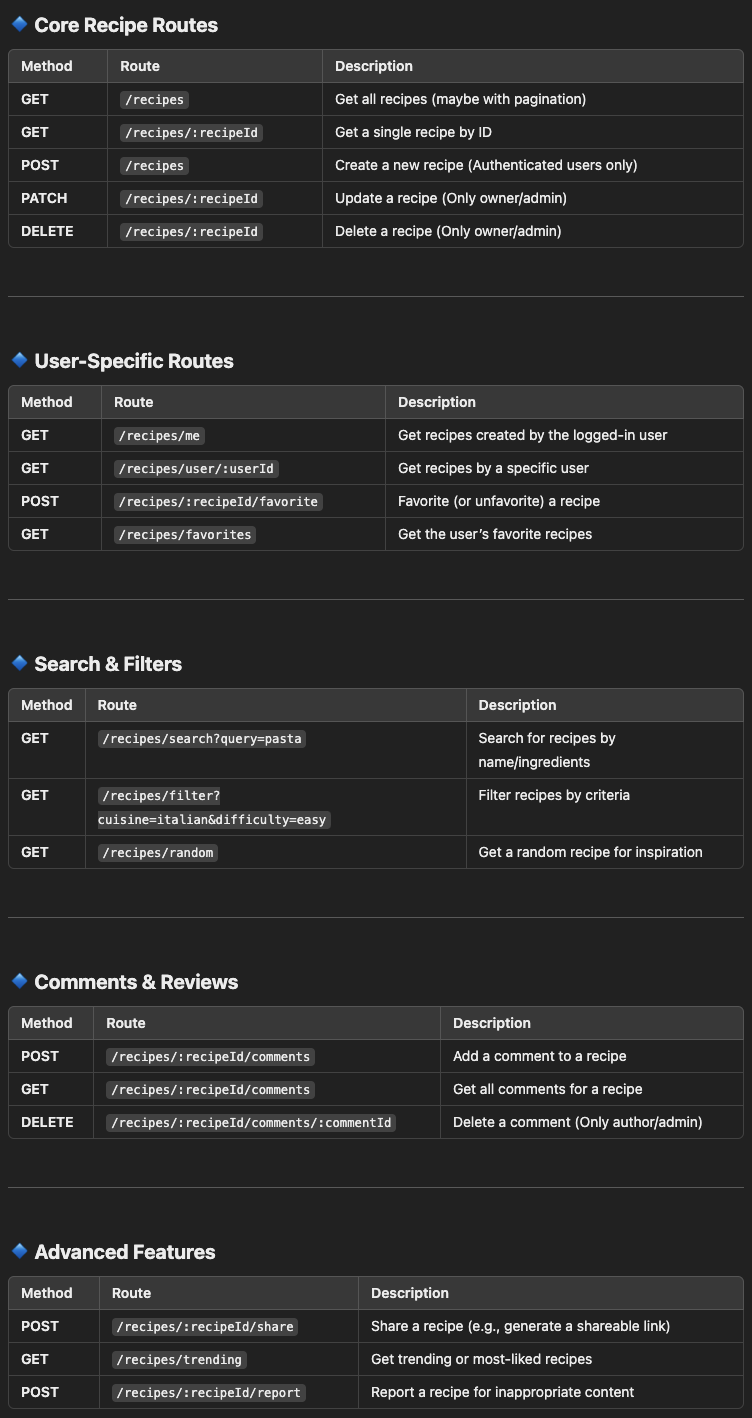 🔹 Core Recipe Routes
Method Route Description
GET /recipes Get all recipes (maybe with pagination)
GET /recipes/:recipeId Get a single recipe by ID
POST /recipes Create a new recipe (Authenticated users only)
PATCH /recipes/:recipeId Update a recipe (Only owner/admin)
DELETE /recipes/:recipeId Delete a recipe (Only owner/admin)
🔹 User-Specific Routes
Method Route Description
GET /recipes/me Get recipes created by the logged-in user
GET /recipes/user/:userId Get recipes by a specific user
POST /recipes/:recipeId/favorite Favorite (or unfavorite) a recipe
GET /recipes/favorites Get the user’s favorite recipes
🔹 Search & Filters
Method Route Description
GET /recipes/search?query=pasta Search for recipes by
name/ingredients
GET /recipes/filter? Filter recipes by criteria
cuisine=italian&difficulty=easy
GET /recipes/random Get a random recipe for inspiration
🔹 Comments & Reviews
Method Route Description
POST /recipes/:recipeId/comments Add a comment to a recipe
GET /recipes/:recipeId/comments Get all comments for a recipe
DELETE /recipes/:recipeId/comments/:commentId Delete a comment (Only author/admin)
🔹 Advanced Features
Method Route Description
POST /recipes/:recipeId/share Share a recipe (e.g., generate a shareable link)
GET /recipes/trending Get trending or most-liked recipes
POST /recipes/:recipeId/report Report a recipe for inappropriate content